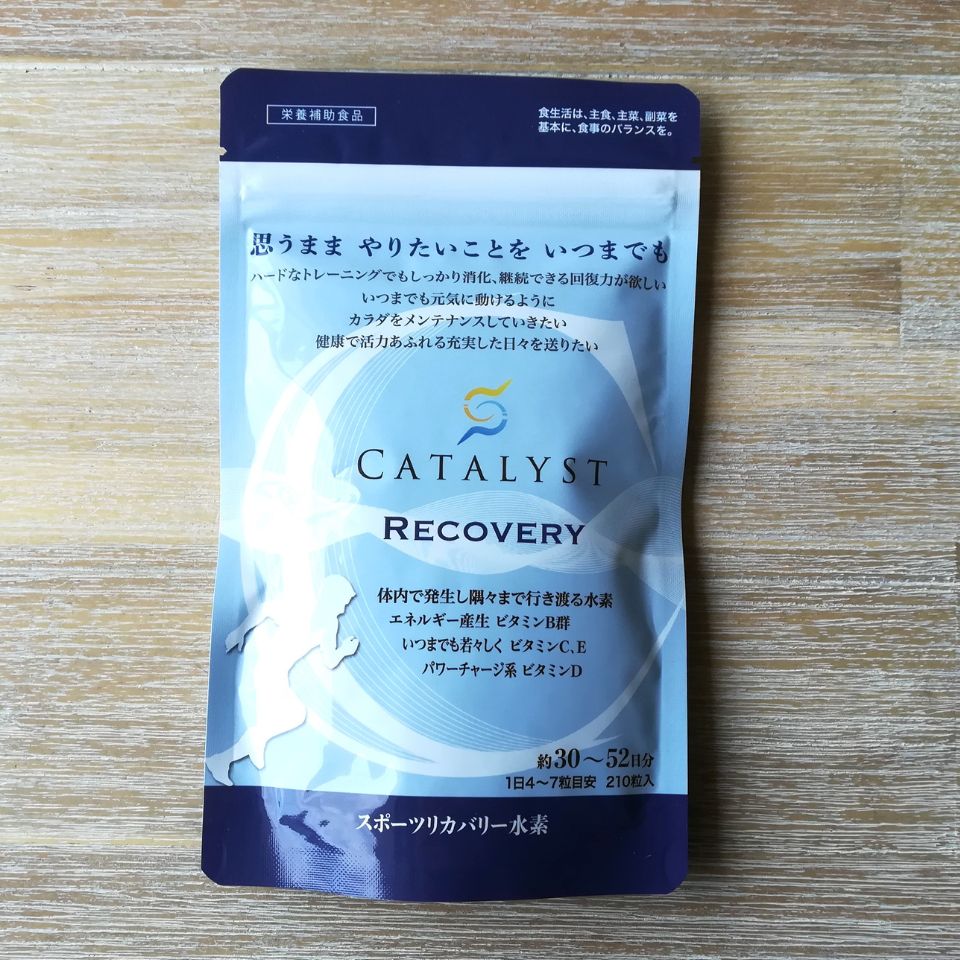 栄養補助食品
食生活は、主食、主菜、副菜を
基本に、食事のバランスを。
思うまま やりたいことを いつまでも
ハードなトレーニングでもしっかり消化、継続できる回復力が欲しい
いつまでも元気に動けるように
カラダをメンテナンスしていきたい
健康で活力あふれる充実した日々を送りたい
CATALYST
RECOVERY
体内で発生し隅々まで行き渡る水素
エネルギー産生 ビタミンB群
いつまでも若々しく ビタミンC、E
パワーチャージ系 ビタミンD
約30～52日分
1日4～7粒目安 210粒入
スポーツリカバリー水素